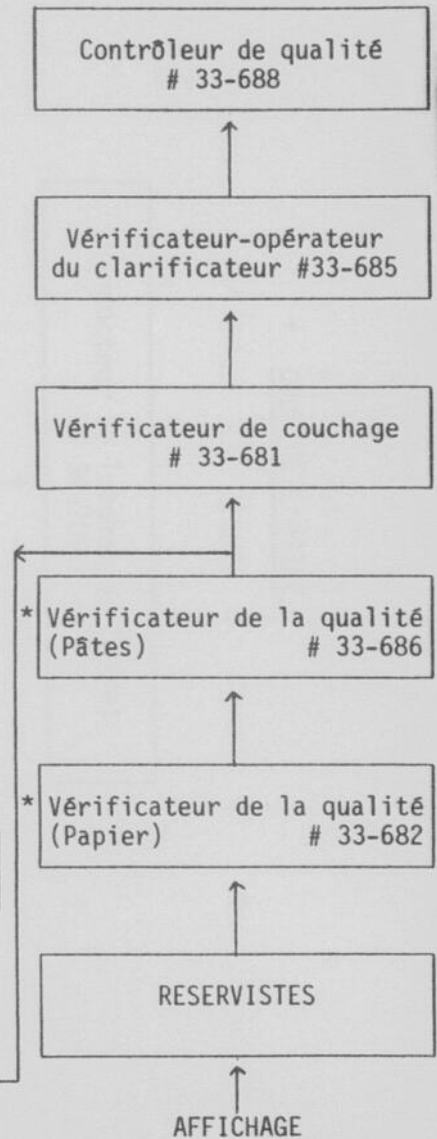 Contrôleur de qualité
# 33-688
Vérificateur-opérateur
du clarificateur #33-685
Vérificateur de couchage
# 33-681
* Vérificateur de la qualité
(Pâtes) # 33-686
* Vérificateur de la qualité
(Papier) # 33-682
RESERVISTES
AFFICHAGE